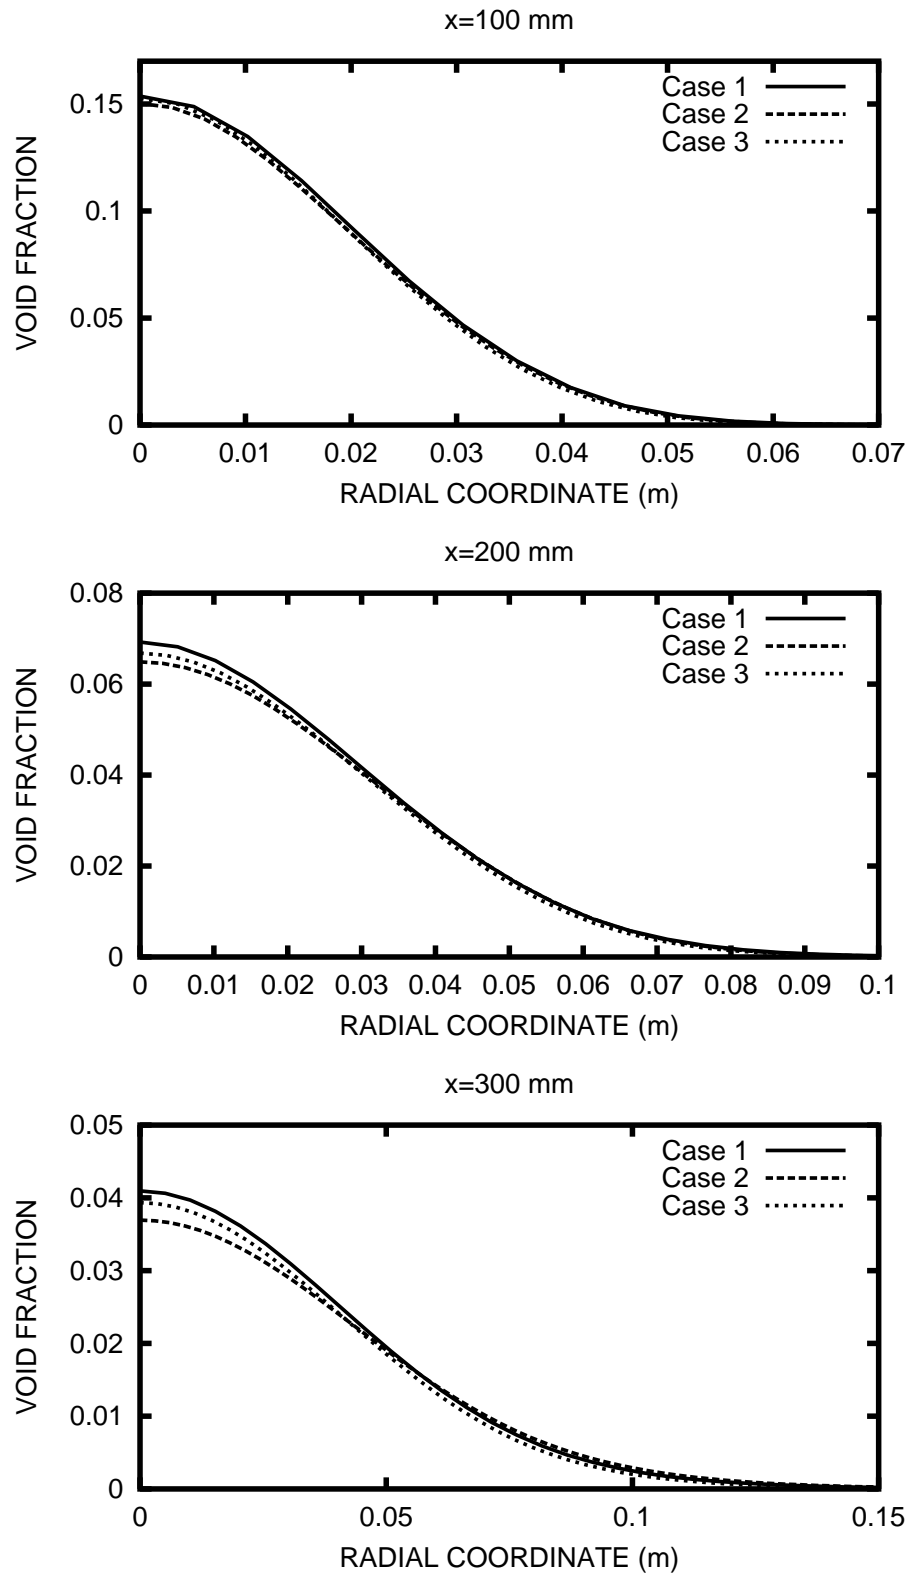 x=100 mm
Case 1
Case 2
Case 3
VOID FRACTION
0.15
0.1
0.05
0
0 0.01 0.02 0.03 0.04 0.05 0.06 0.07
RADIAL COORDINATE (m)
x=200 mm
Case 1
Case 2
Case 3
VOID FRACTION
0.08
0.06
0.04
0.02
0
0 0.01 0.02 0.03 0.04 0.05 0.06 0.07 0.08 0.09 0.1
RADIAL COORDINATE (m)
x=300 mm
Case 1
Case 2
Case 3
VOID FRACTION
0.05
0.04
0.03
0.02
0.01
0
0 0.05 0.1 0.15
RADIAL COORDINATE (m)